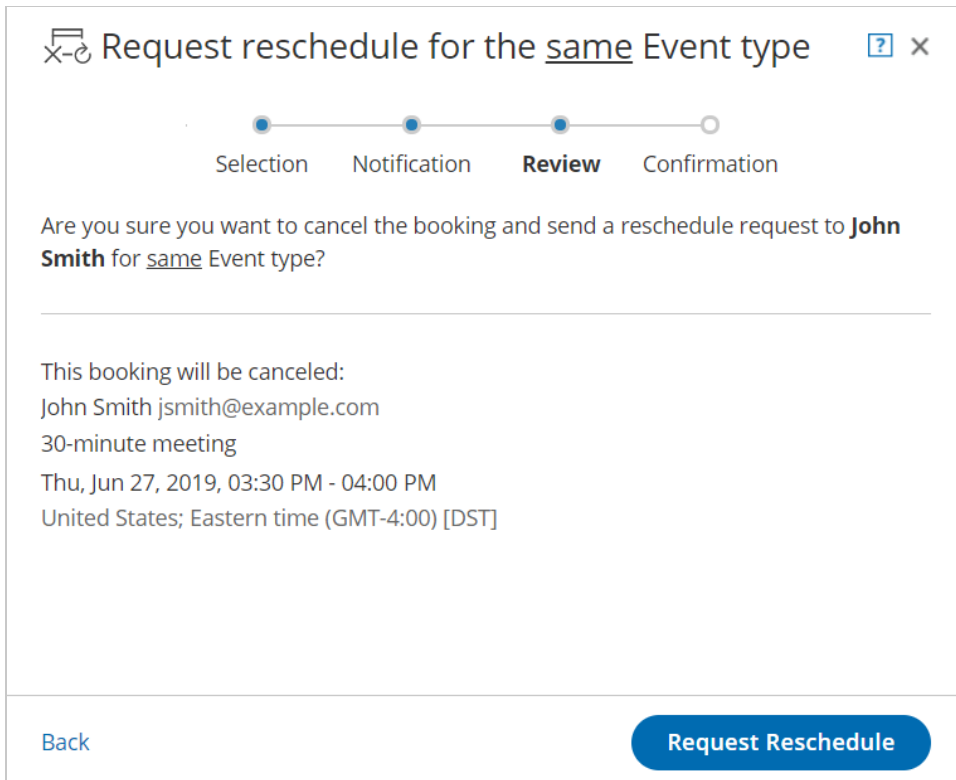 Request reschedule for the same Event type ?
Selection Notification Review Confirmation
Are you sure you want to cancel the booking and send a reschedule request to John
Smith for same Event type?
This booking will be canceled:
John Smith jsmith@example.com
30-minute meeting
Thu, Jun 27, 2019, 03:30 PM - 04:00 PM
United States; Eastern time (GMT-4:00) [DST]
Back Request Reschedule